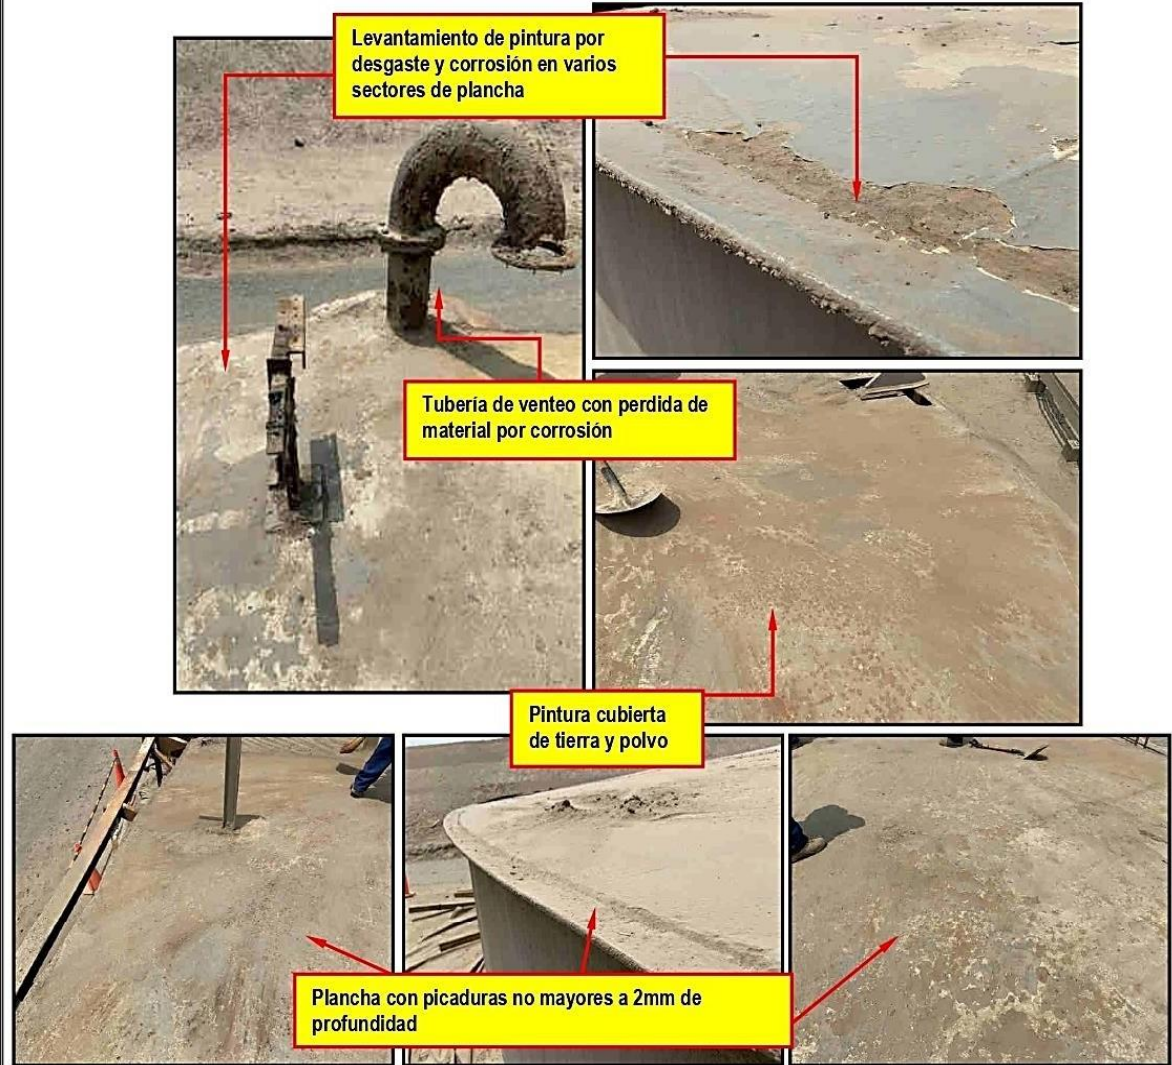 Levantamiento de pintura por
desgaste y corrosión en varios
sectores de plancha
Tubería de venteo con perdida de
material por corrosión
Pintura cubierta
de tierra y polvo
Plancha con picaduras no mayores a 2mm de
profundidad